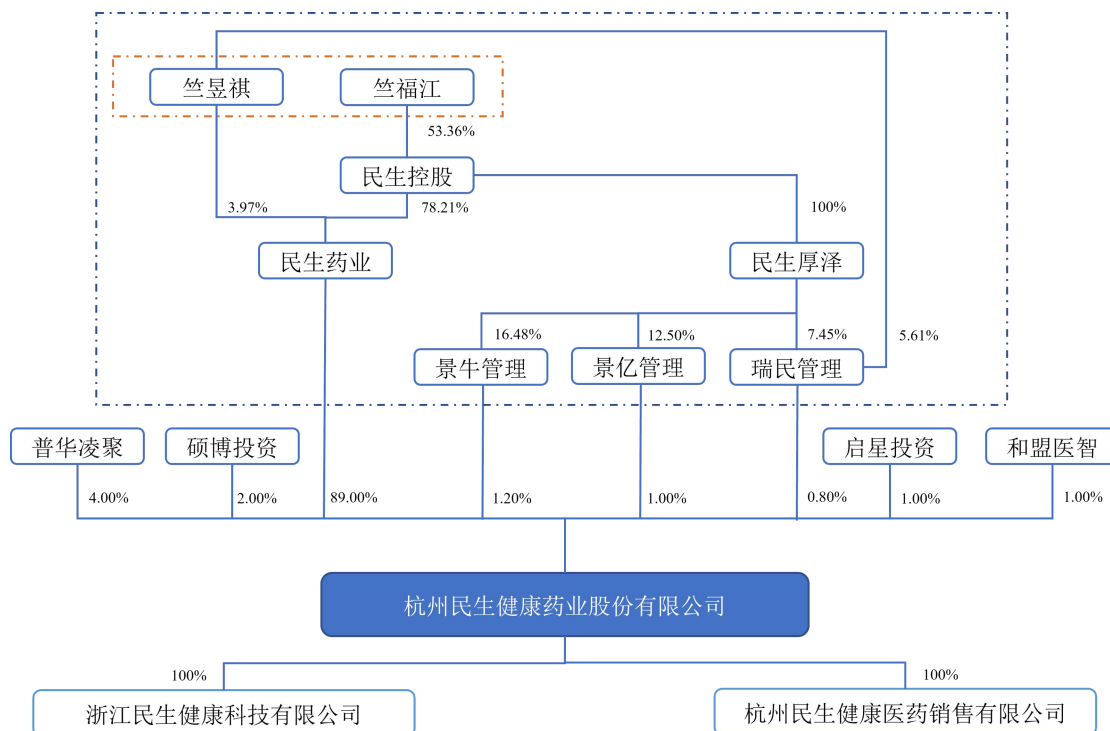 竺昱祺
竺福江
53.36%
民生控股
3.97%
78.21%
100%
民生药业
民生厚泽
16.48%
12.50%
7.45%
5.61%
景牛管理
景亿管理
瑞民管理
普华凌聚
硕博投资
启星投资
和盟医智
4.00%
2.00%
89.00%
1.20%
1.00%
0.80%
1.00%
1.00%
杭州民生健康药业股份有限公司
100%
100%
浙江民生健康科技有限公司
杭州民生健康医药销售有限公司